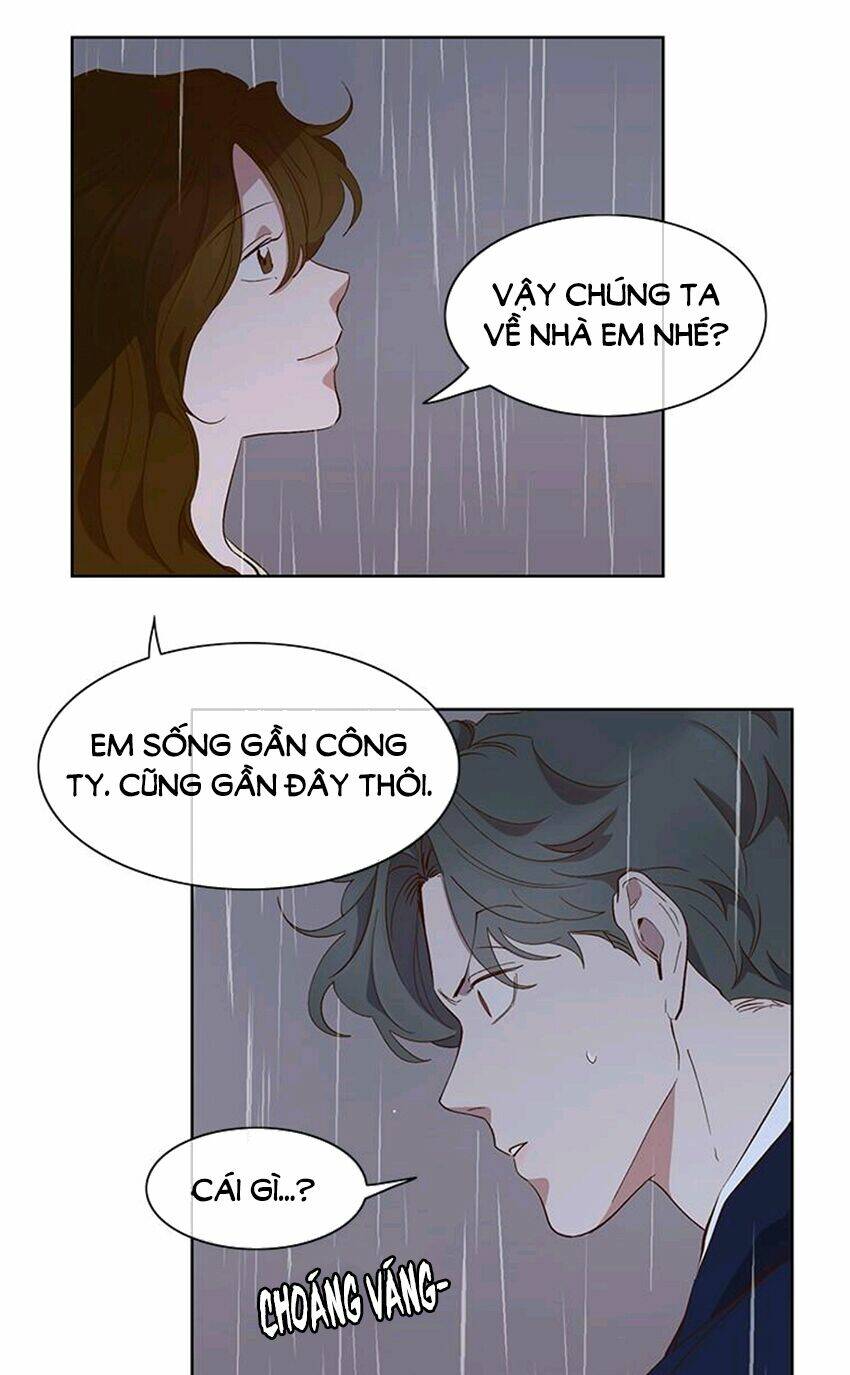 VẬY CHÚNG TA
VỀ NHÀ EM NHÉ?
EM SỐNG GẦN CÔNG
TY. CŨNG GẦN ĐÂY THÔI.
CÁI GÌ...?
CHOÁNG VÁNG-